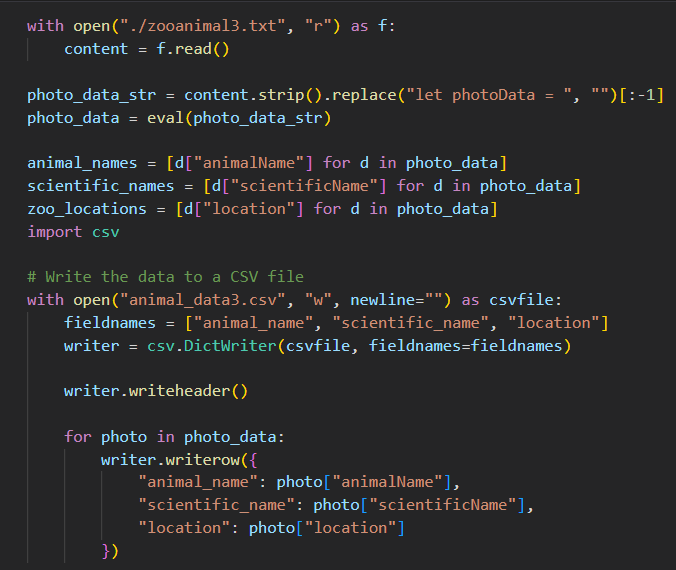 with open("./zooanimal3.txt", "r") as f:
    content = f.read()

photo_data_str = content.strip().replace("let photoData = ", "")[:-1]
photo_data = eval(photo_data_str)

animal_names = [d["animalName"] for d in photo_data]
scientific_names = [d["scientificName"] for d in photo_data]
zoo_locations = [d["location"] for d in photo_data]
import csv

# Write the data to a CSV file
with open("animal_data3.csv", "w", newline="") as csvfile:
    fieldnames = ["animal_name", "scientific_name", "location"]
    writer = csv.DictWriter(csvfile, fieldnames=fieldnames)

    writer.writeheader()

    for photo in photo_data:
        writer.writerow({
            "animal_name": photo["animalName"],
            "scientific_name": photo["scientificName"],
            "location": photo["location"]
        })